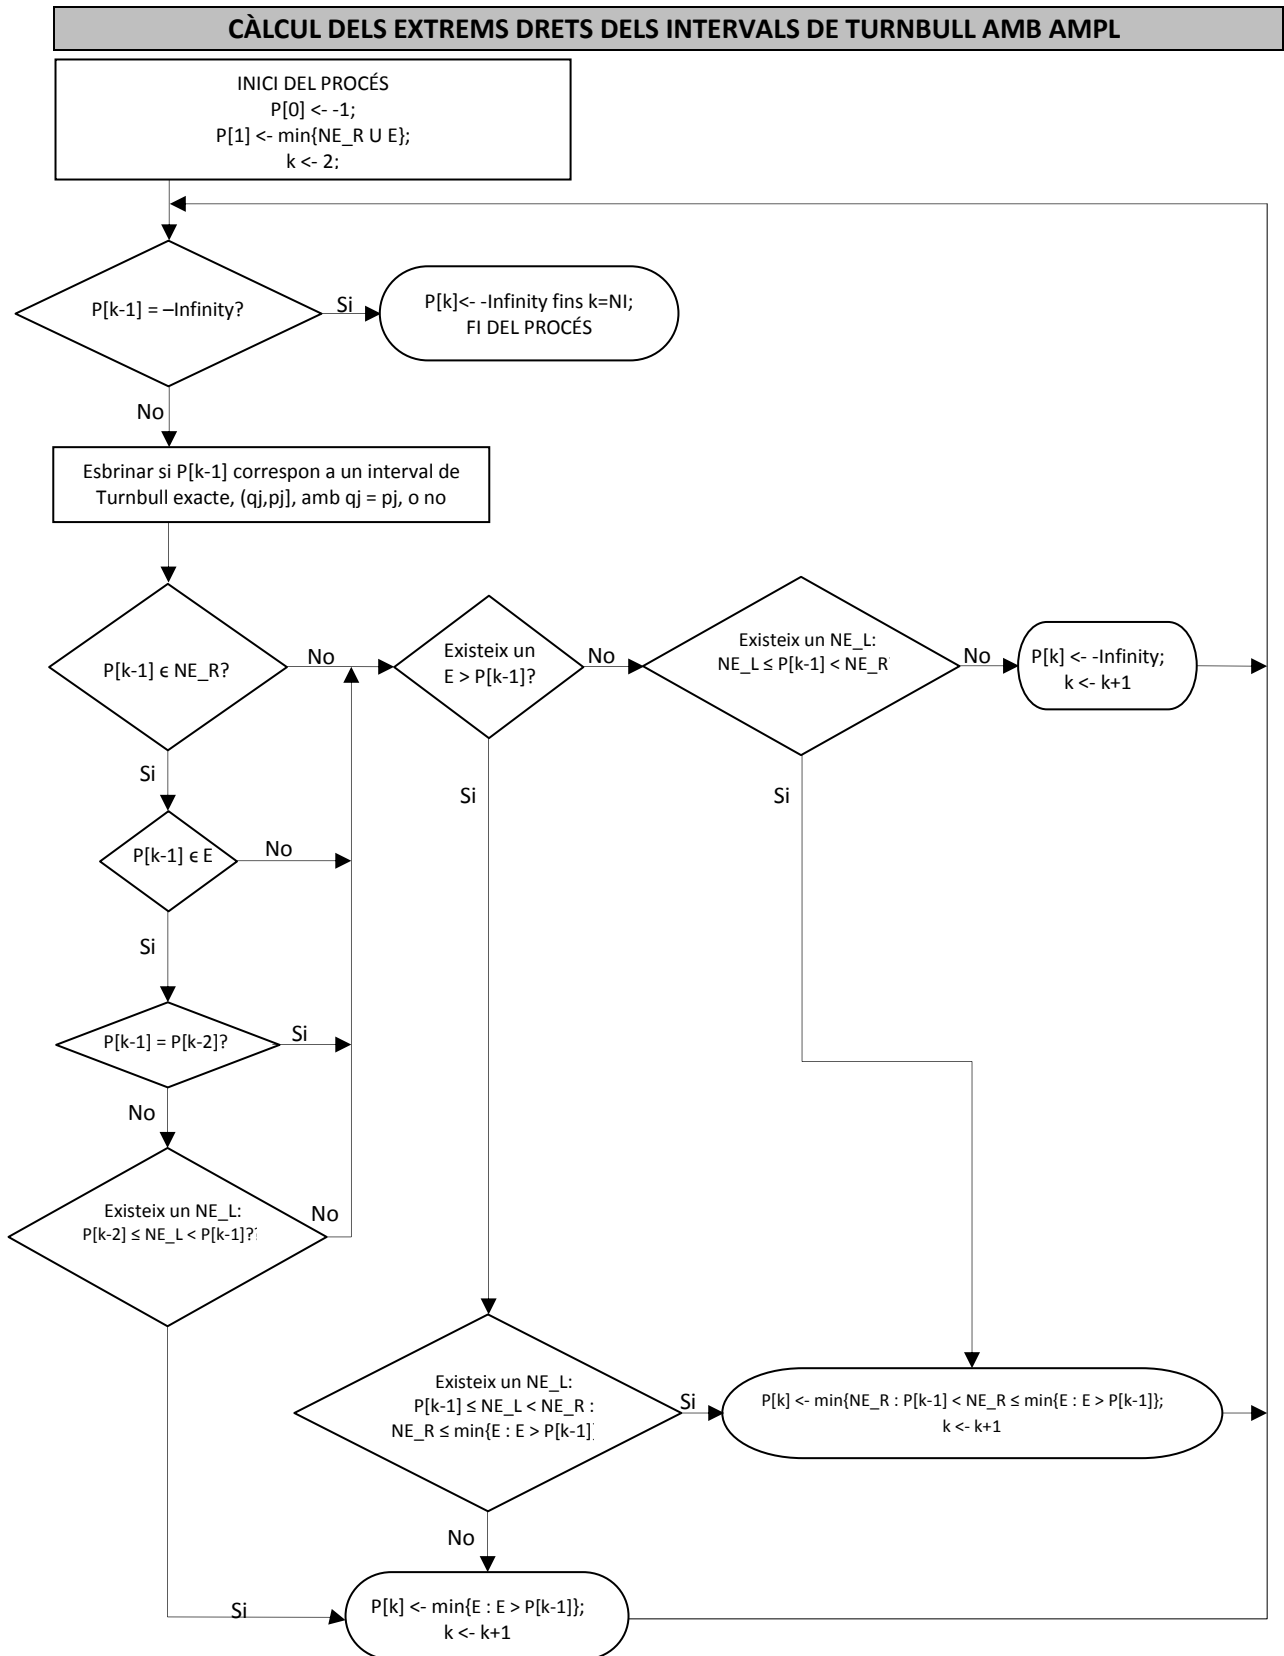 CÀLCUL DELS EXTREMS DRETS DELS INTERVALS DE TURNBULL AMB AMPL
INICI DEL PROCÉS
P[0] <- -1;
P[1] <- min{NE_R U E};
k <- 2;
P[k-1] = –Infinity?
Si
P[k]<- -Infinity fins k=NI;
FI DEL PROCÉS
No
Esbrinar si P[k-1] correspon a un interval de
Turnbull exacte, (qj,pj], amb qj = pj, o no
P[k-1] ϵ NE_R?
No
Existeix un
E > P[k-1]?
No
Existeix un NE_L:
NE_L ≤ P[k-1] < NE_R
No
P[k] <- -Infinity;
k <- k+1
Si
Si
Si
P[k-1] ϵ E
No
Si
P[k-1] = P[k-2]?
Si
No
Existeix un NE_L:
P[k-2] ≤ NE_L < P[k-1]??
No
Existeix un NE_L:
P[k-1] ≤ NE_L < NE_R :
NE_R ≤ min{E : E > P[k-1]}
Si
P[k] <- min{NE_R : P[k-1] < NE_R ≤ min{E : E > P[k-1]};
k <- k+1
No
Si
P[k] <- min{E : E > P[k-1]};
k <- k+1